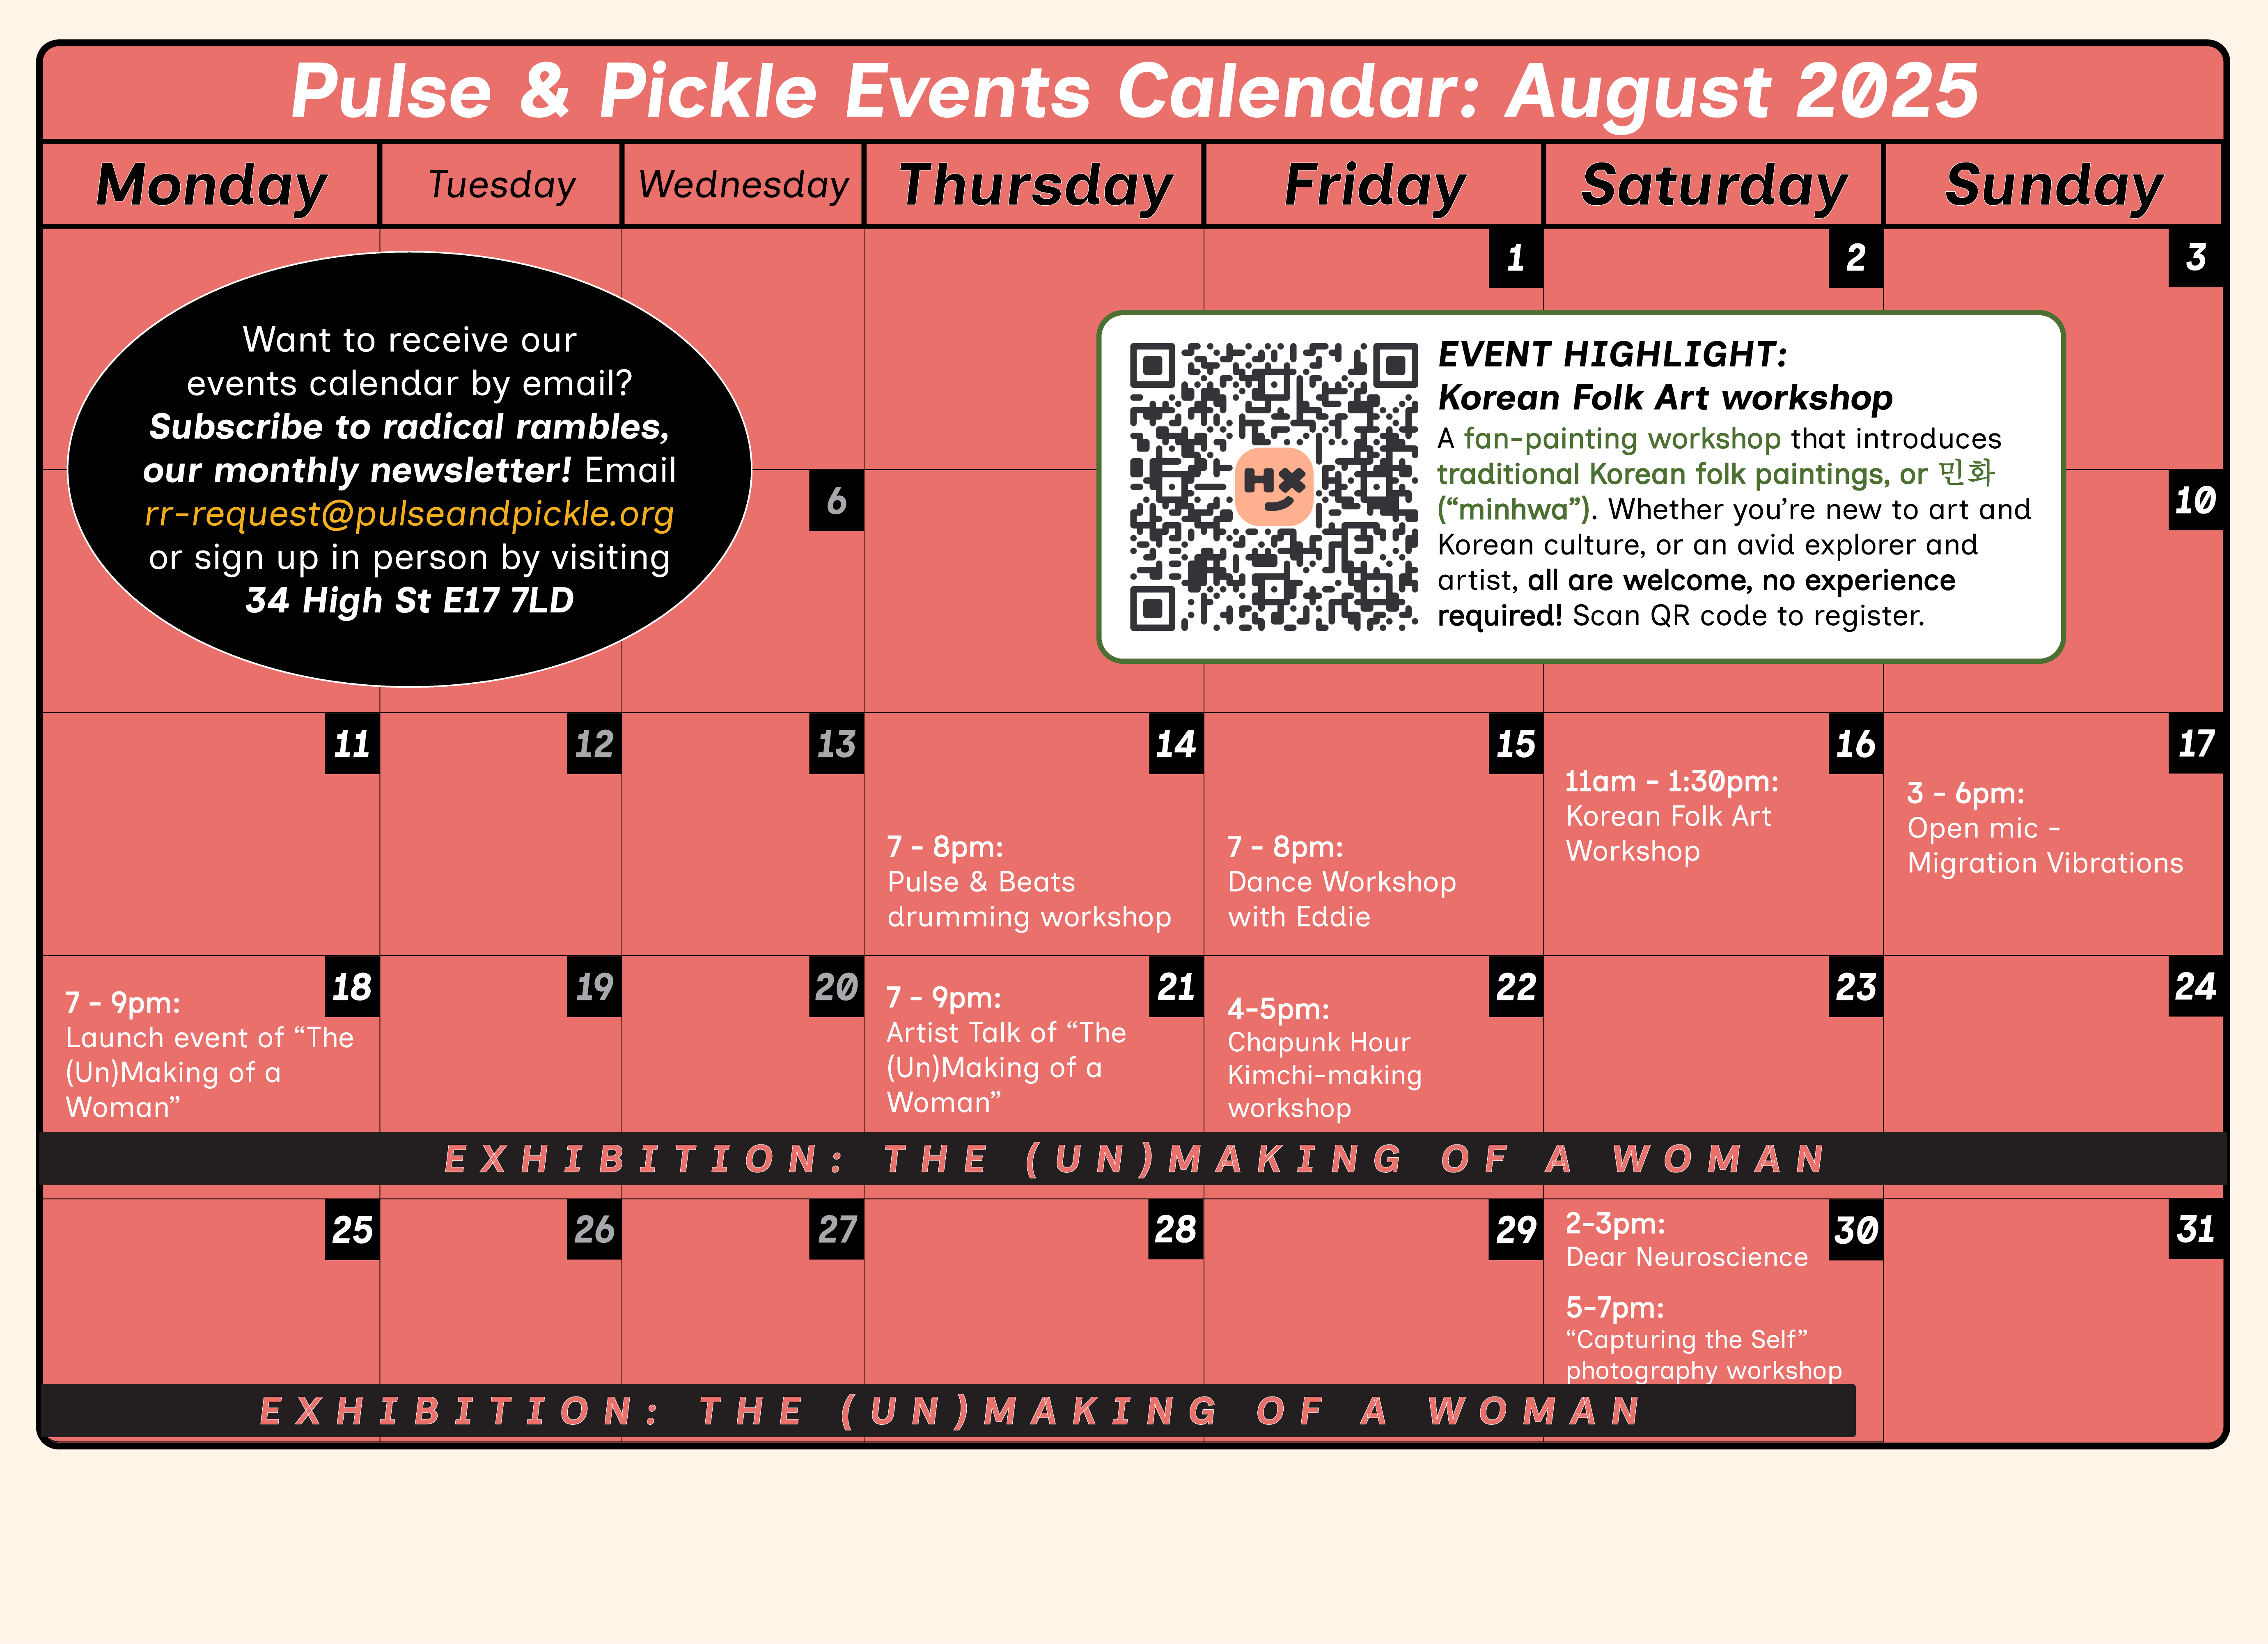 Pulse & Pickle Events Calendar: August 2025
Monday
Tuesday
Wednesday
Thursday
Friday
Saturday
Sunday
1
2
3
Want to receive our
events calendar by email?
Subscribe to radical rambles,
our monthly newsletter! Email
rr-request@pulseandpickle.org
or sign up in person by visiting
34 High St E17 7LD
EVENT HIGHLIGHT:
Korean Folk Art workshop
A fan-painting workshop that introduces
traditional Korean folk paintings, or 민화
(“minhwa”). Whether you’re new to art and
Korean culture, or an avid explorer and
artist, all are welcome, no experience
required! Scan QR code to register.
HX
6
10
11
12
13
14
7 - 8pm:
Pulse & Beats
drumming workshop
15
7 - 8pm:
Dance Workshop
with Eddie
16
11am - 1:30pm:
Korean Folk Art
Workshop
17
3 - 6pm:
Open mic -
Migration Vibrations
18
7 - 9pm:
Launch event of “The
(Un)Making of a
Woman”
19
20
21
7 - 9pm:
Artist Talk of “The
(Un)Making of a
Woman”
22
4-5pm:
Chapunk Hour
Kimchi-making
workshop
23
24
EXHIBITION: THE (UN)MAKING OF A WOMAN
25
26
27
28
29
30
2-3pm:
Dear Neuroscience
5-7pm:
“Capturing the Self”
photography workshop
31
EXHIBITION: THE (UN)MAKING OF A WOMAN